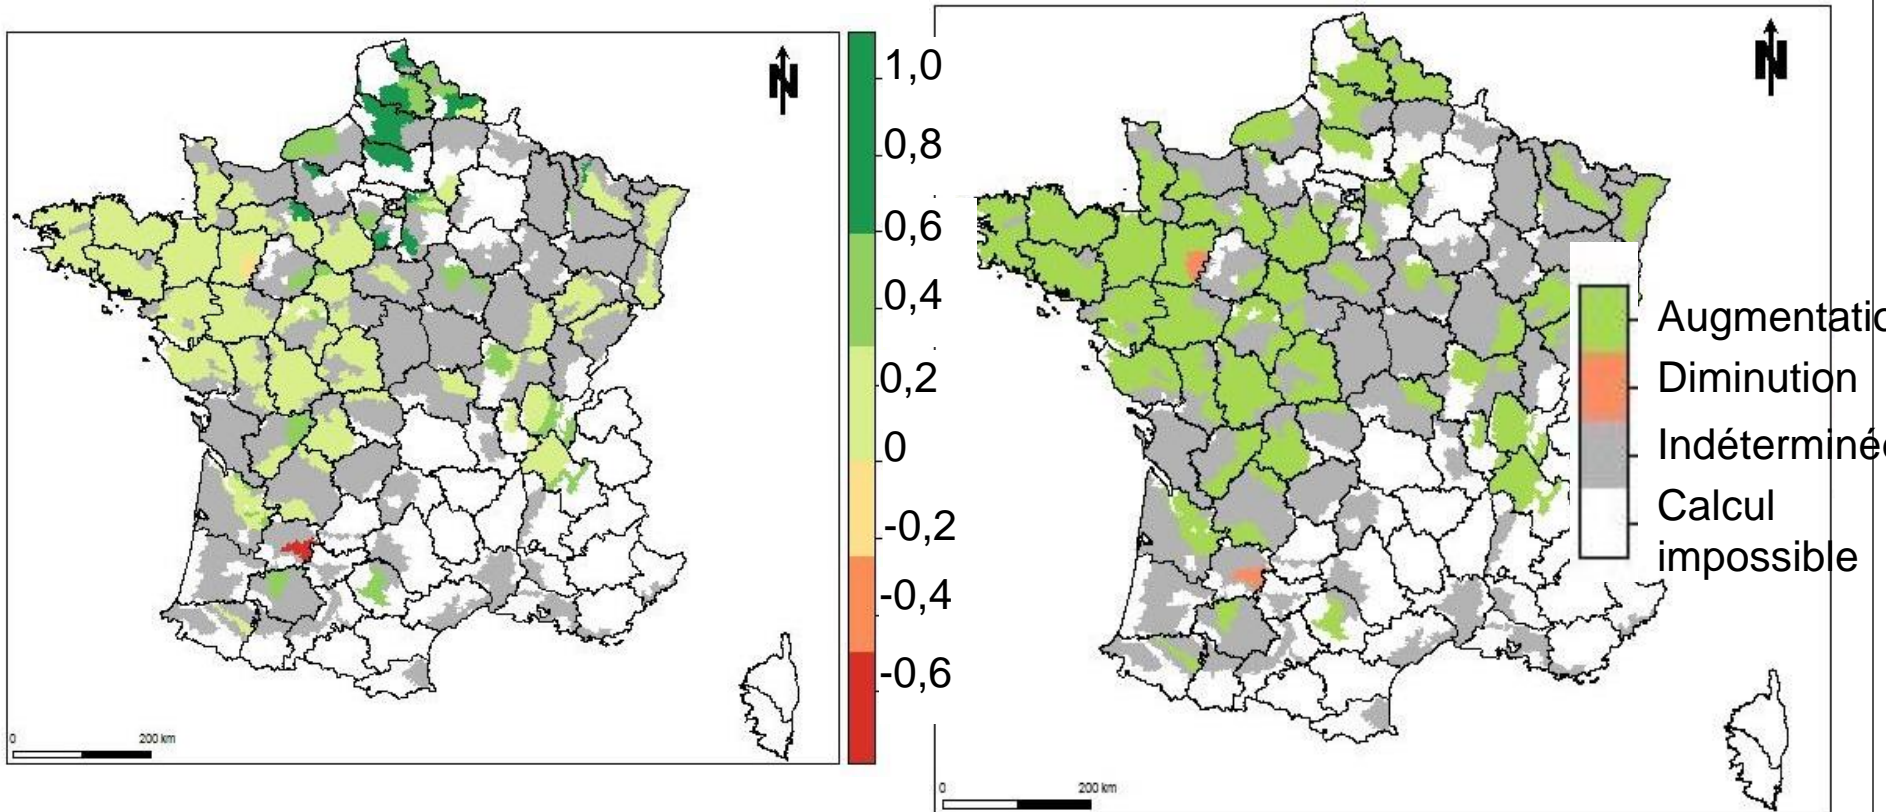 N
1,0
0,8
0,6
0,4
0,2
0
-0,2
-0,4
-0,6
0
200 km
N
Augmentatio
Diminution
Indéterminée
Calcul
impossible
0
200 km